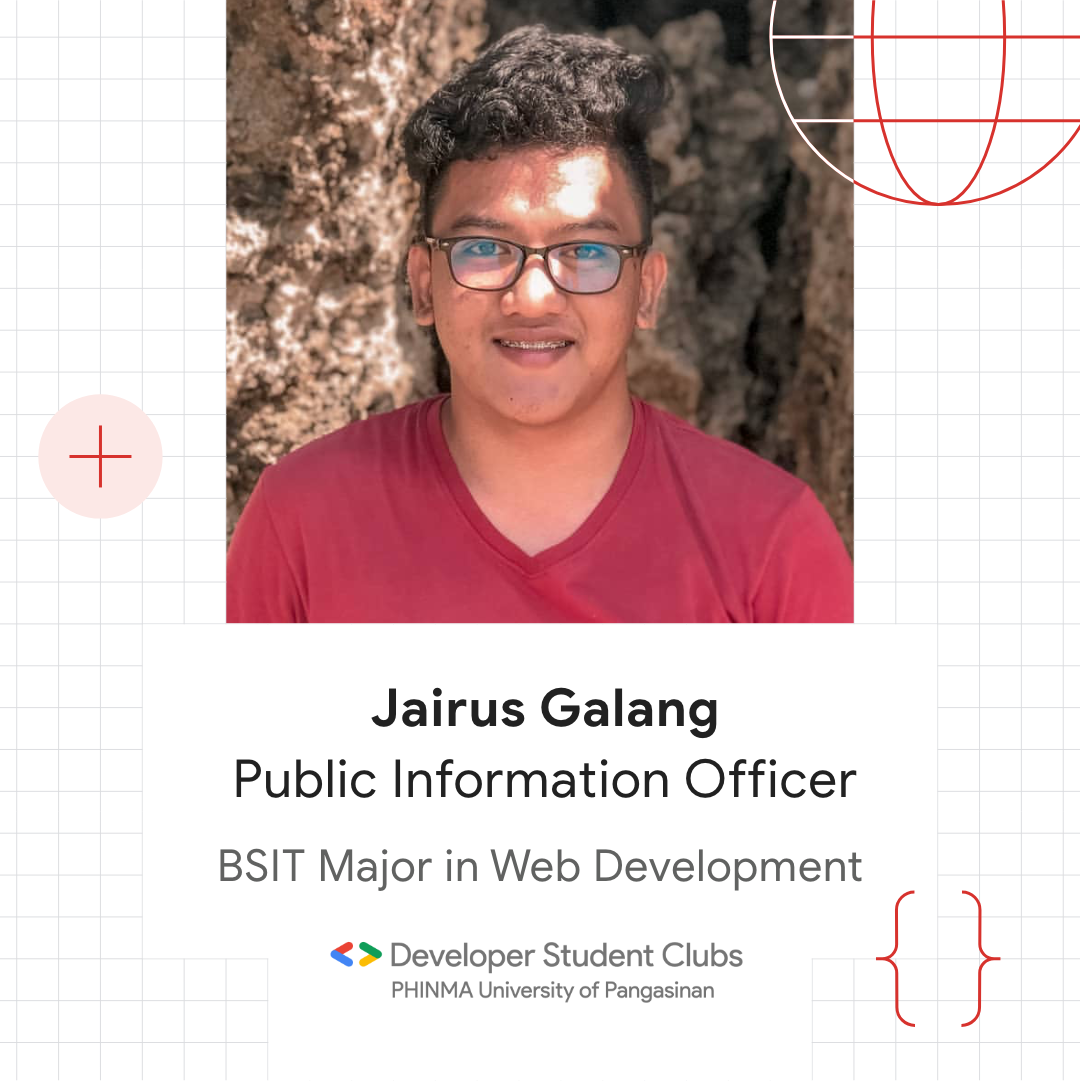 Jairus Galang
Public Information Officer
BSIT Major in Web Development
Developer Student Clubs
PHINMA University of Pangasinan